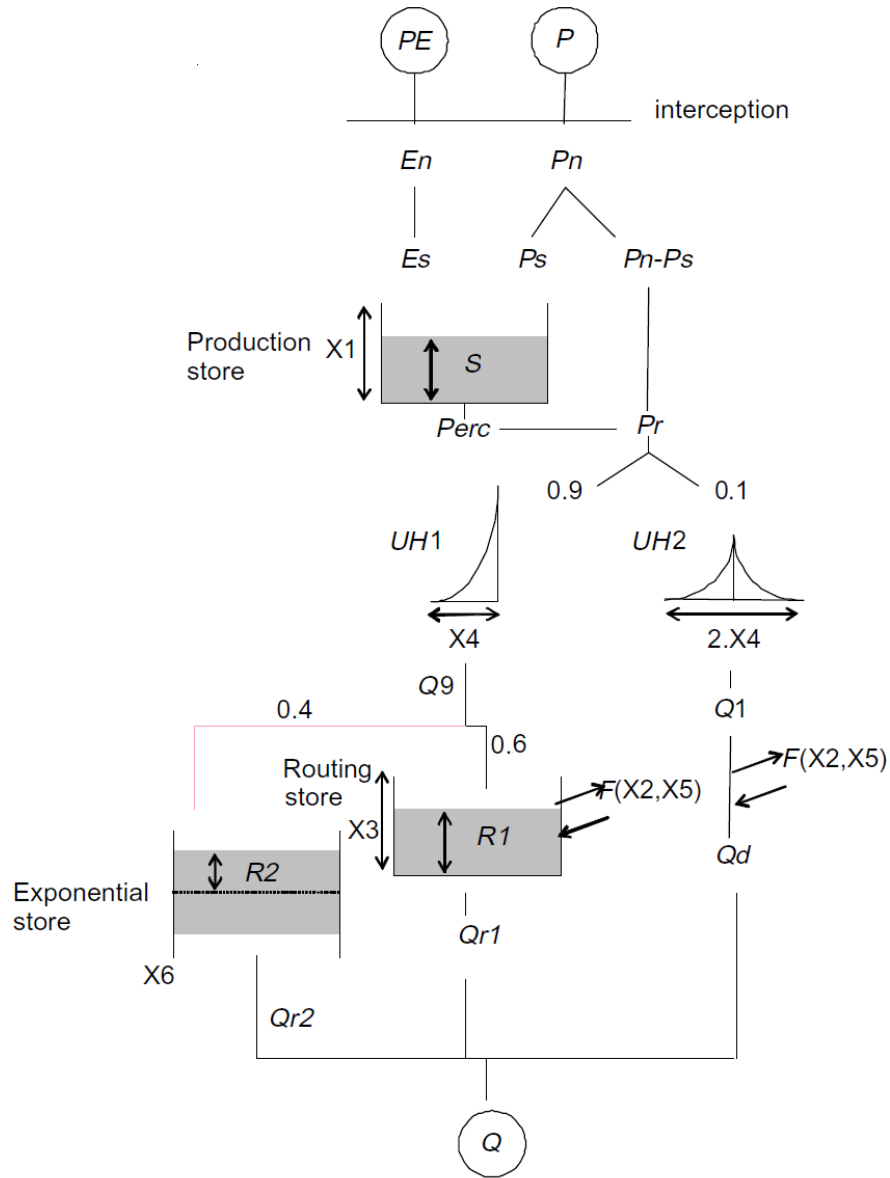 PE
P
interception
En
Pn
Es
Ps
Pn-Ps
Production
store
X1
S
Perc
Pr
0.9
0.1
UH1
UH2
X4
2.X4
Q9
Q1
0.4
0.6
Routing
store
F(X2,X5)
F(X2,X5)
X3
R1
Qd
R2
Exponential
store
Qr1
X6
Qr2
Q